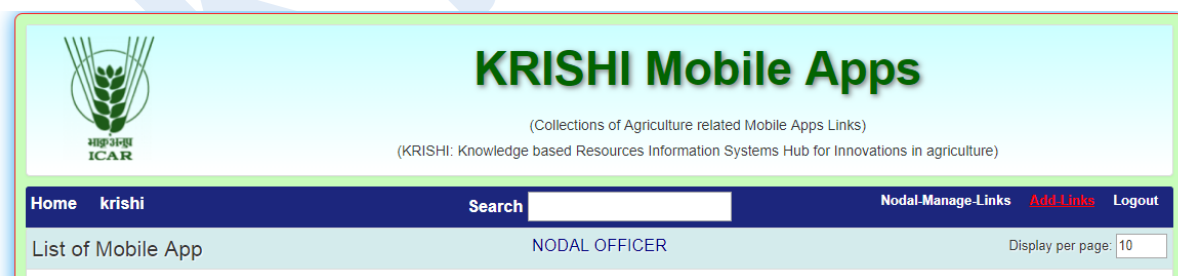 KRISHI Mobile Apps
(Collections of Agriculture related Mobile Apps Links)
(KRISHI: Knowledge based Resources Information Systems Hub for Innovations in agriculture)
भाकृअनुप
ICAR
Home krishi Search Nodal-Manage-Links Add-Links Logout
List of Mobile App NODAL OFFICER Display per page: 10